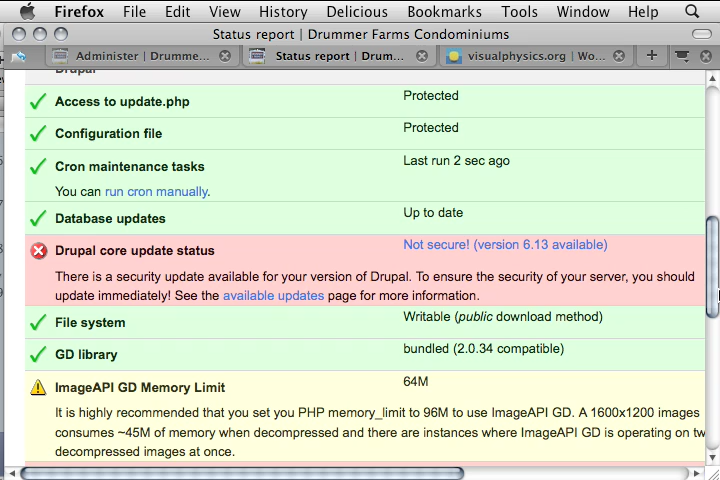 Firefox File Edit View History Delicious Bookmarks Tools Window Help
Status report | Drummer Farms Condominiums
Administer | Drumme... Status report | Drum... visualphysics.org | Wo...
Drupal
Access to update.php Protected
Configuration file Protected
Cron maintenance tasks Last run 2 sec ago
You can run cron manually.
Database updates Up to date
Drupal core update status Not secure! (version 6.13 available)
There is a security update available for your version of Drupal. To ensure the security of your server, you should
update immediately! See the available updates page for more information.
File system Writable (public download method)
GD library bundled (2.0.34 compatible)
ImageAPI GD Memory Limit 64M
It is highly recommended that you set you PHP memory_limit to 96M to use ImageAPI GD. A 1600x1200 images
consumes ~45M of memory when decompressed and there are instances where ImageAPI GD is operating on tw
decompressed images at once.